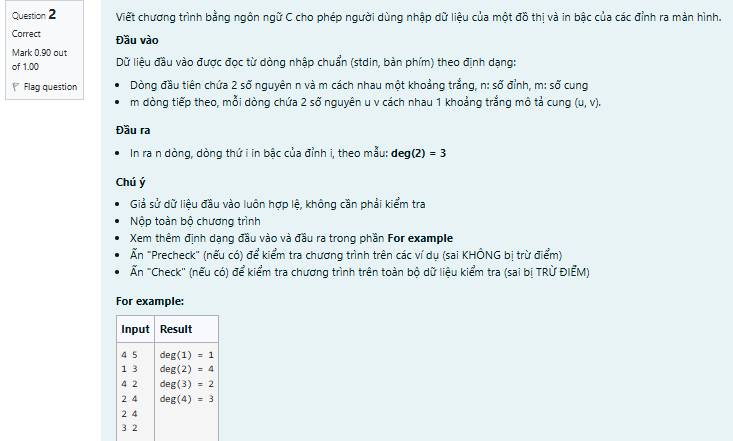 Question 2
Correct
Mark 0.90 out
of 1.00
Flag question
Viết chương trình bằng ngôn ngữ C cho phép người dùng nhập dữ liệu của một đồ thị và in bậc của các đỉnh ra màn hình.
Đầu vào
Dữ liệu đầu vào được đọc từ dòng nhập chuẩn (stdin, bàn phím) theo định dạng:
• Dòng đầu tiên chứa 2 số nguyên n và m cách nhau một khoảng trắng, n: số đỉnh, m: số cung
• m dòng tiếp theo, mỗi dòng chứa 2 số nguyên u v cách nhau 1 khoảng trắng mô tả cung (u, v).
Đầu ra
• In ra n dòng, dòng thứ i in bậc của đỉnh i, theo mẫu: deg(2) = 3
Chú ý
• Giả sử dữ liệu đầu vào luôn hợp lệ, không cần phải kiểm tra
• Nộp toàn bộ chương trình
• Xem thêm định dạng đầu vào và đầu ra trong phần For example
• Ấn "Precheck" (nếu có) để kiểm tra chương trình trên các ví dụ (sai KHÔNG bị trừ điểm)
• Ấn "Check" (nếu có) để kiểm tra chương trình trên toàn bộ dữ liệu kiểm tra (sai bị TRỪ ĐIỂM)
For example:
Input Result
4 5 deg(1) = 1
1 3 deg(2) = 4
4 2 deg(3) = 2
2 4 deg(4) = 3
2 4
3 2